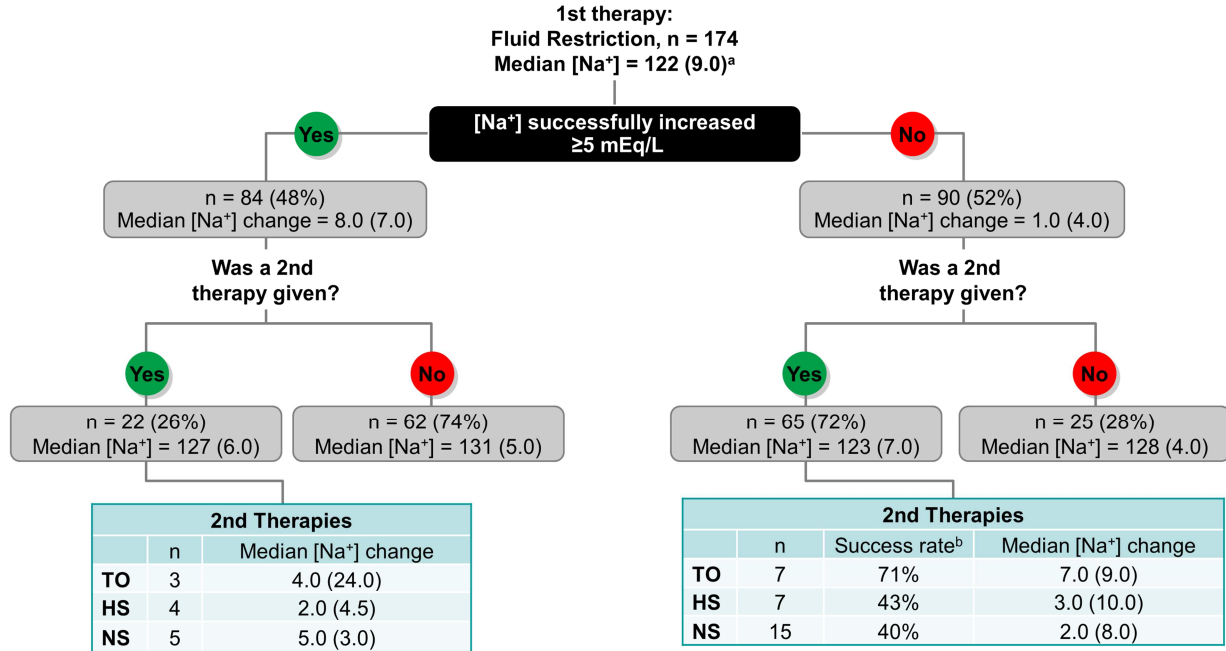 1st therapy:
Fluid Restriction, n = 174
Median [Na⁺] = 122 (9.0)ᵃ
Yes
[Na⁺] successfully increased
≥5 mEq/L
No
n = 84 (48%)
Median [Na⁺] change = 8.0 (7.0)
n = 90 (52%)
Median [Na⁺] change = 1.0 (4.0)
Was a 2nd
therapy given?
Was a 2nd
therapy given?
Yes
No
Yes
No
n = 22 (26%)
Median [Na⁺] = 127 (6.0)
n = 62 (74%)
Median [Na⁺] = 131 (5.0)
n = 65 (72%)
Median [Na⁺] = 123 (7.0)
n = 25 (28%)
Median [Na⁺] = 128 (4.0)
2nd Therapies
n Median [Na⁺] change
TO 3 4.0 (24.0)
HS 4 2.0 (4.5)
NS 5 5.0 (3.0)
2nd Therapies
n Success rateᵇ Median [Na⁺] change
TO 7 71% 7.0 (9.0)
HS 7 43% 3.0 (10.0)
NS 15 40% 2.0 (8.0)